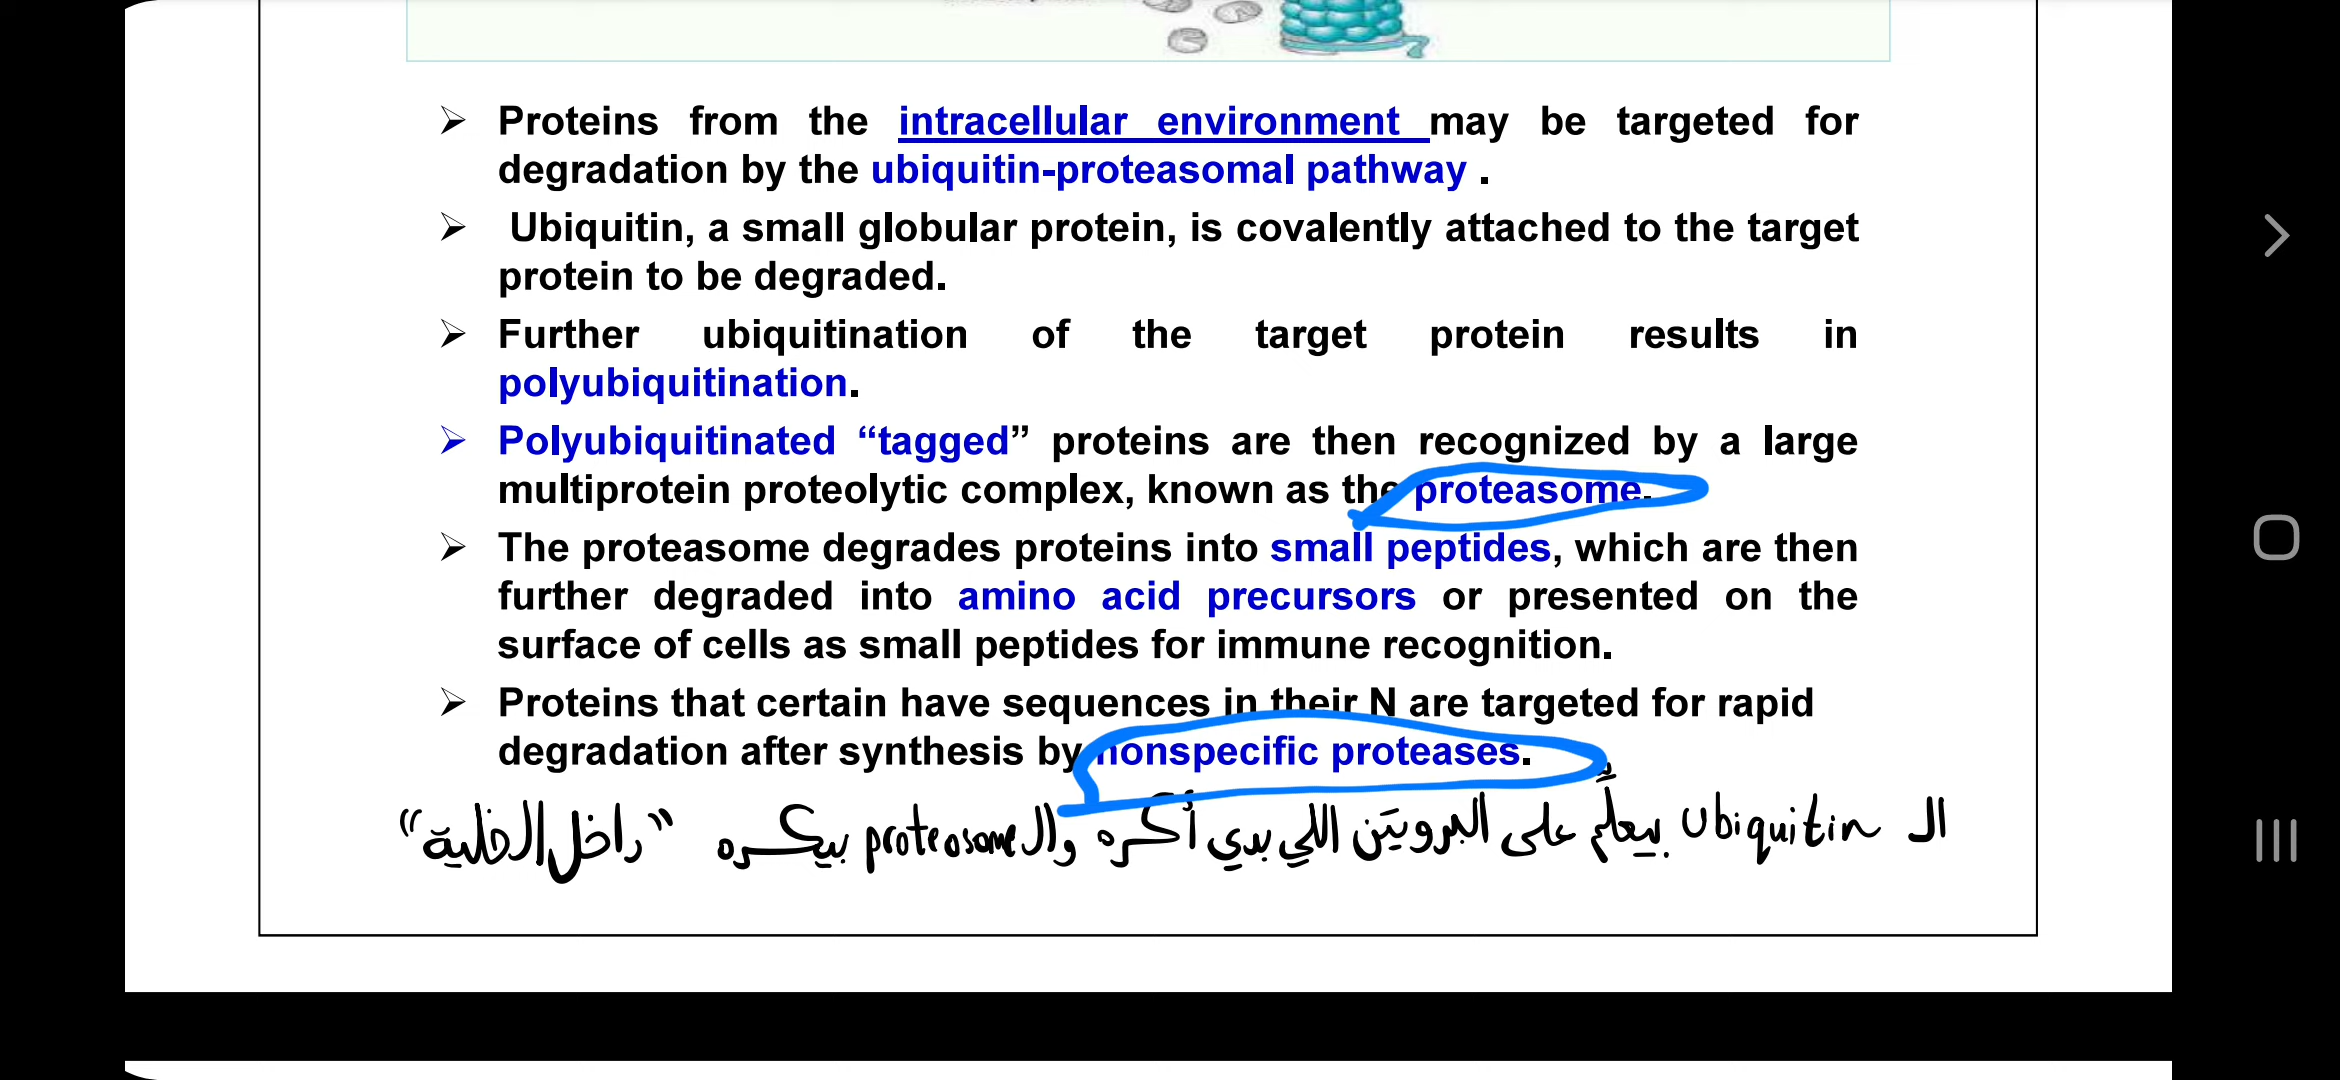 ➢ Proteins from the intracellular environment may be targeted for
degradation by the ubiquitin-proteasomal pathway .
➢ Ubiquitin, a small globular protein, is covalently attached to the target
protein to be degraded.
➢ Further ubiquitination of the target protein results in
polyubiquitination.
➢ Polyubiquitinated “tagged” proteins are then recognized by a large
multiprotein proteolytic complex, known as the proteasome.
➢ The proteasome degrades proteins into small peptides, which are then
further degraded into amino acid precursors or presented on the
surface of cells as small peptides for immune recognition.
➢ Proteins that certain have sequences in their N are targeted for rapid
degradation after synthesis by nonspecific proteases.
الـ Ubiquitin بيعلّم على البروتين اللي بدي أكسره والـ proteosome بيكسره "داخل الخلية"